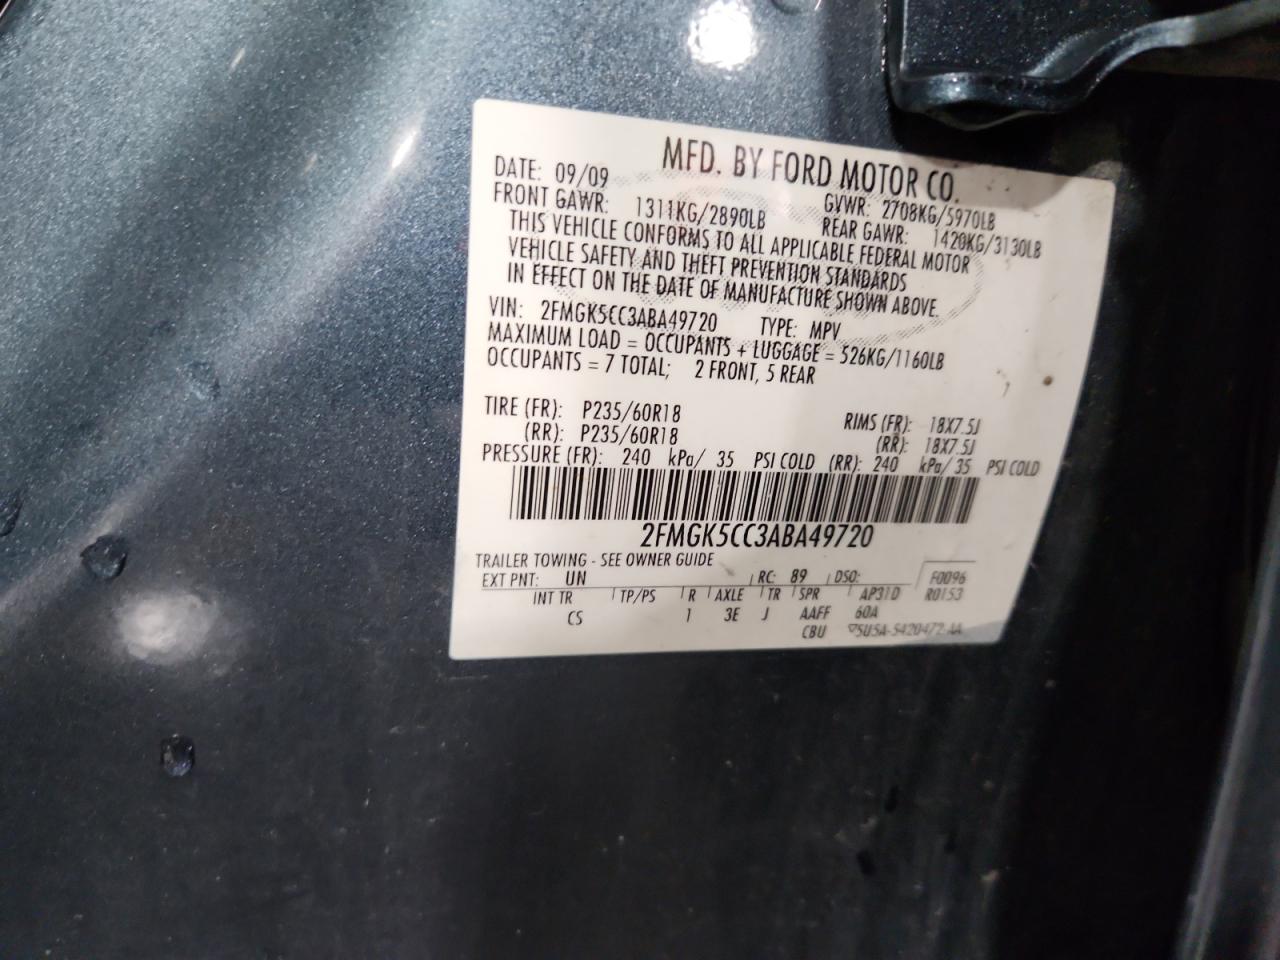 MFD. BY FORD MOTOR CO.
DATE: 09/09 GVWR: 2708KG/5970LB
FRONT GAWR: 1311KG/2890LB REAR GAWR: 1420KG/3130LB
THIS VEHICLE CONFORMS TO ALL APPLICABLE FEDERAL MOTOR
VEHICLE SAFETY AND THEFT PREVENTION STANDARDS
IN EFFECT ON THE DATE OF MANUFACTURE SHOWN ABOVE.
VIN: 2FMGK5CC3ABA49720 TYPE: MPV
MAXIMUM LOAD = OCCUPANTS + LUGGAGE = 526KG/1160LB
OCCUPANTS = 7 TOTAL; 2 FRONT, 5 REAR
TIRE (FR): P235/60R18 RIMS (FR): 18X7.5J
(RR): P235/60R18 (RR): 18X7.5J
PRESSURE (FR): 240 kPa/ 35 PSI COLD (RR): 240 kPa/ 35 PSI COLD
2FMGK5CC3ABA49720
TRAILER TOWING - SEE OWNER GUIDE
EXT PNT: UN RC: 89 DSO: F0096
INT TR TP/PS R AXLE TR SPR AP31D R0153
CS 1 3E J AAFF 60A
CBU 5U5A-5420472-AA